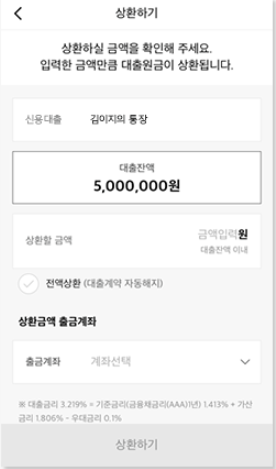 상환하기
상환하실 금액을 확인해 주세요.
입력한 금액만큼 대출원금이 상환됩니다.
신용대출 김이지의 통장
대출잔액
5,000,000원
상환할 금액 금액입력원
대출잔액 이내
전액상환 (대출계약 자동해지)
상환금액 출금계좌
출금계좌 계좌선택
※ 대출금리 3.219% = 기준금리(금융채금리(AAA)1년) 1.413% + 가산
금리 1.806% - 우대금리 0.1%
상환하기